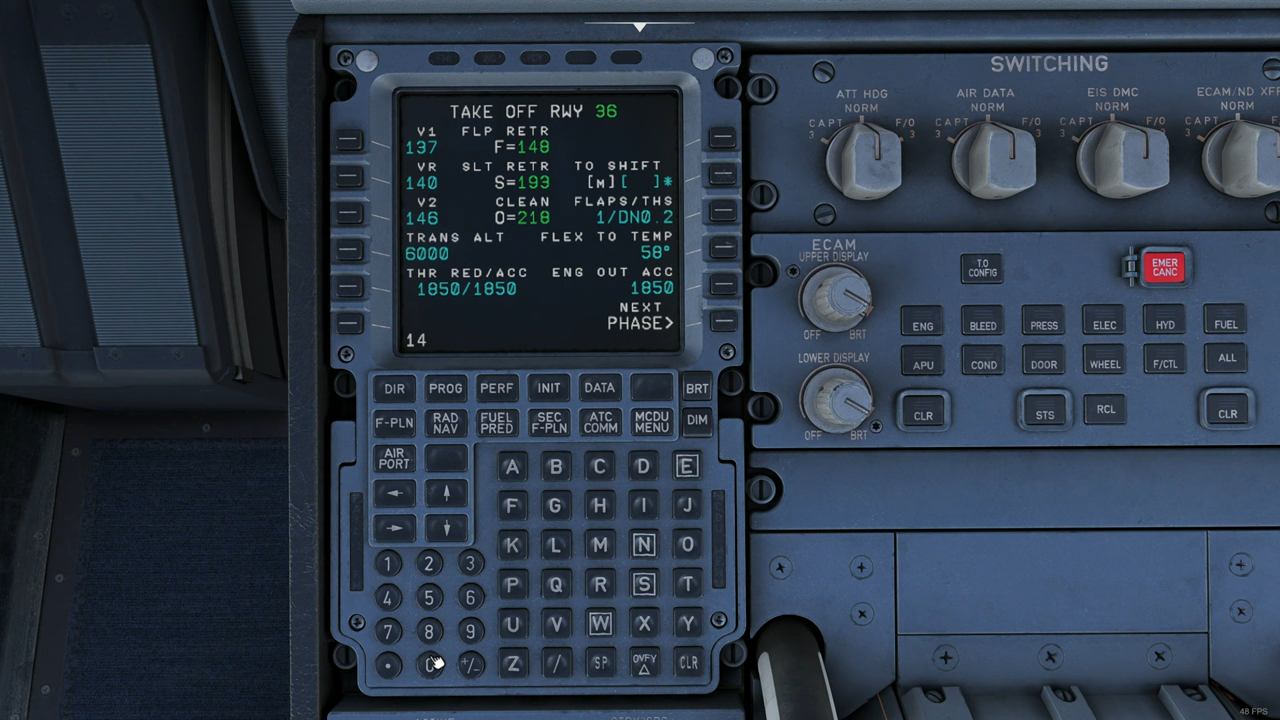 TAKE OFF RWY 36
V1 FLP RETR
137 F=148
VR SLT RETR TO SHIFT
140 S=193 [M][ ]*
V2 CLEAN FLAPS/THS
146 O=218 1/DN0.2
TRANS ALT FLEX TO TEMP
6000 58°
THR RED/ACC ENG OUT ACC
1850/1850 1850
NEXT
PHASE>
14
DIR PROG PERF INIT DATA BRT
F-PLN RAD NAV FUEL PRED SEC F-PLN ATC COMM MCDU MENU DIM
AIR PORT
← ↑
→ ↓
A B C D E
F G H I J
K L M N O
P Q R S T
U V W X Y
Z / SP OVFY △ CLR
1 2 3
4 5 6
7 8 9
• +/-
SWITCHING
ATT HDG AIR DATA EIS DMC ECAM/ND XF
NORM NORM NORM NORM
CAPT F/O CAPT F/O CAPT F/O CAPT
3 3 3 3 3 3 3
ECAM
UPPER DISPLAY
OFF BRT
LOWER DISPLAY
OFF BRT
T.O CONFIG
EMER CANC
ENG BLEED PRESS ELEC HYD FUEL
APU COND DOOR WHEEL F/CTL ALL
CLR STS RCL CLR
48 FPS